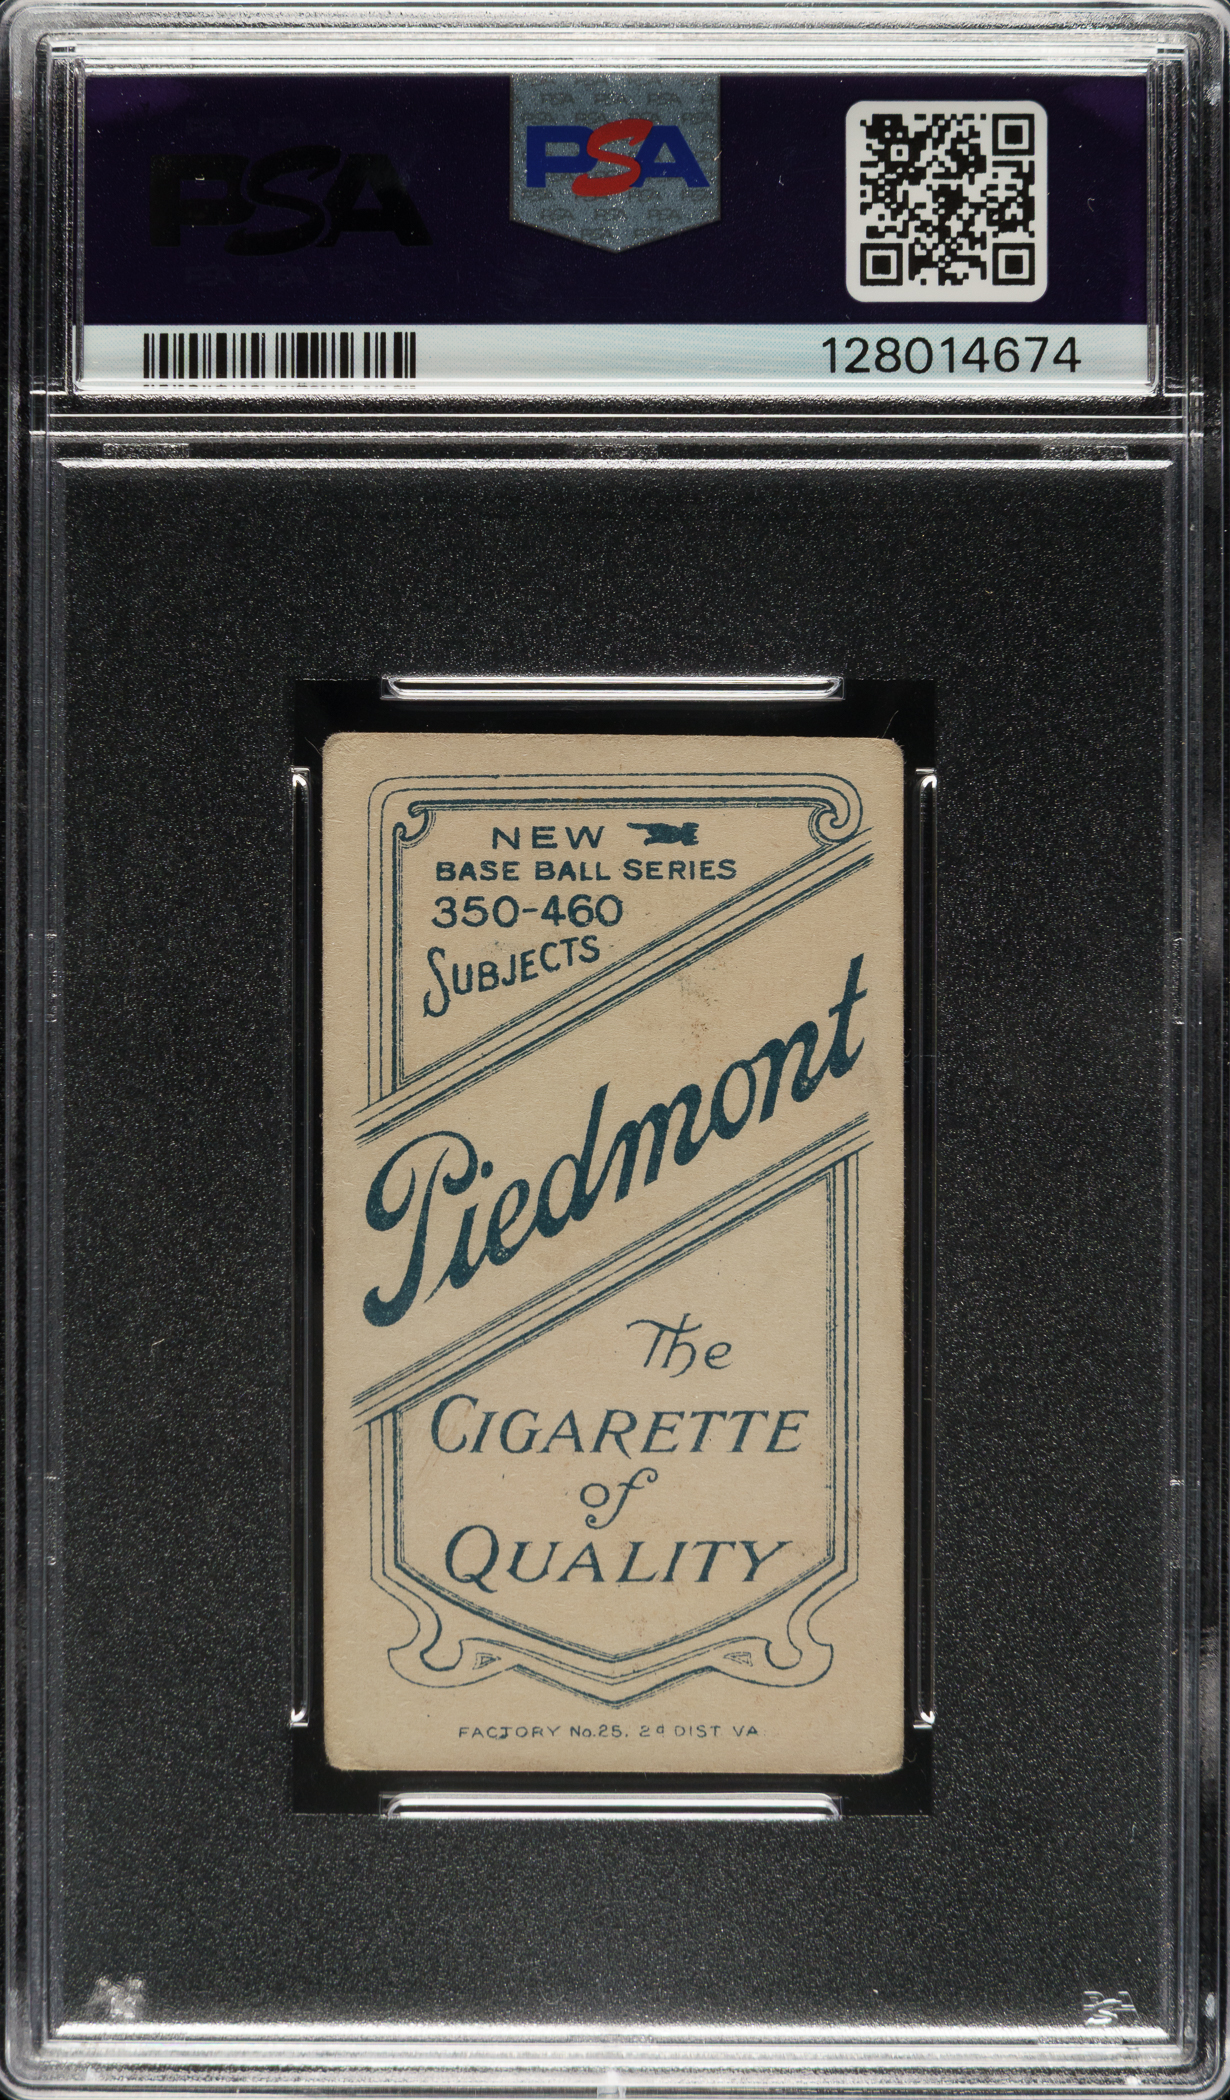 PSA
PSA
128014674
NEW
BASE BALL SERIES
350-460
SUBJECTS
Piedmont
The
CIGARETTE
of
QUALITY
FACTORY No.25. 2d DIST. VA.
PSA